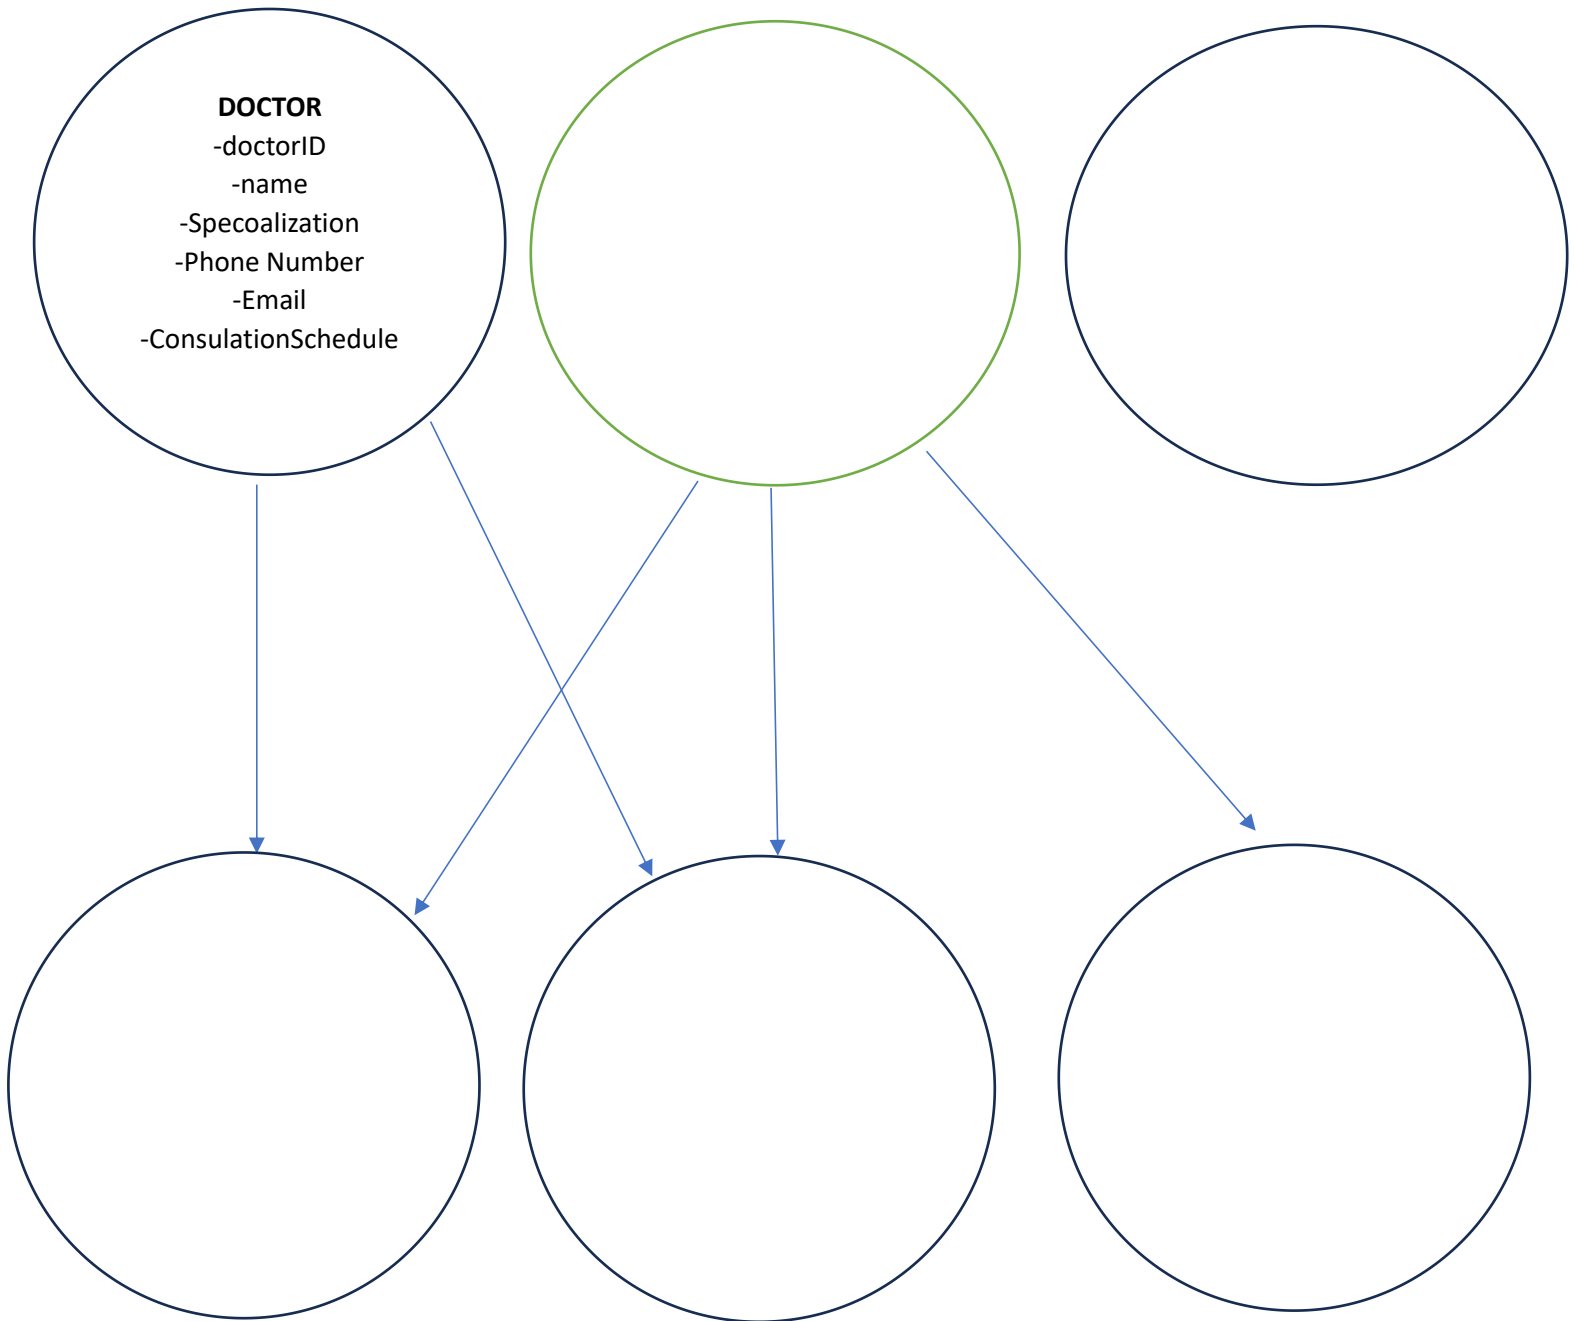 DOCTOR
-doctorID
-name
-Specoalization
-Phone Number
-Email
-ConsulationSchedule